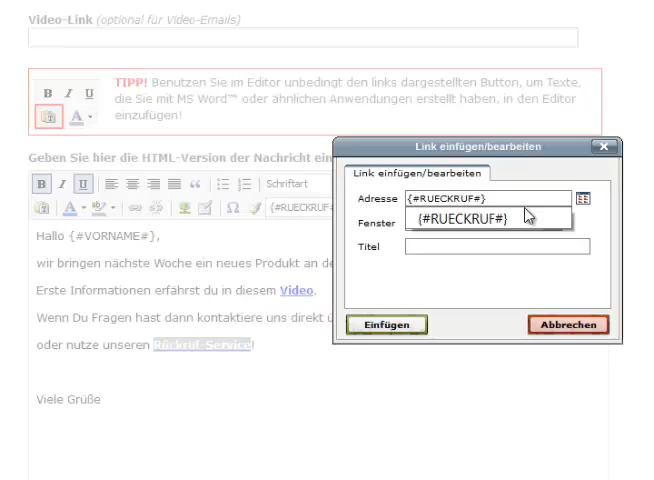 Video-Link (optional für Video-Emails)
B I U
TIPP! Benutzen Sie im Editor unbedingt den links dargestellten Button, um Texte,
die Sie mit MS Word™ oder ähnlichen Anwendungen erstellt haben, in den Editor
einzufügen!
A
Geben Sie hier die HTML-Version der Nachricht ein
B I U Schriftart
A {#RUECKRUF#
Hallo {#VORNAME#},
wir bringen nächste Woche ein neues Produkt an de
Erste Informationen erfährst du in diesem Video.
Wenn Du Fragen hast dann kontaktiere uns direkt ü
oder nutze unseren Rückruf-Service!
Viele Grüße
Link einfügen/bearbeiten
Link einfügen/bearbeiten
Adresse {#RUECKRUF#}
{#RUECKRUF#}
Fenster
Titel
Einfügen Abbrechen